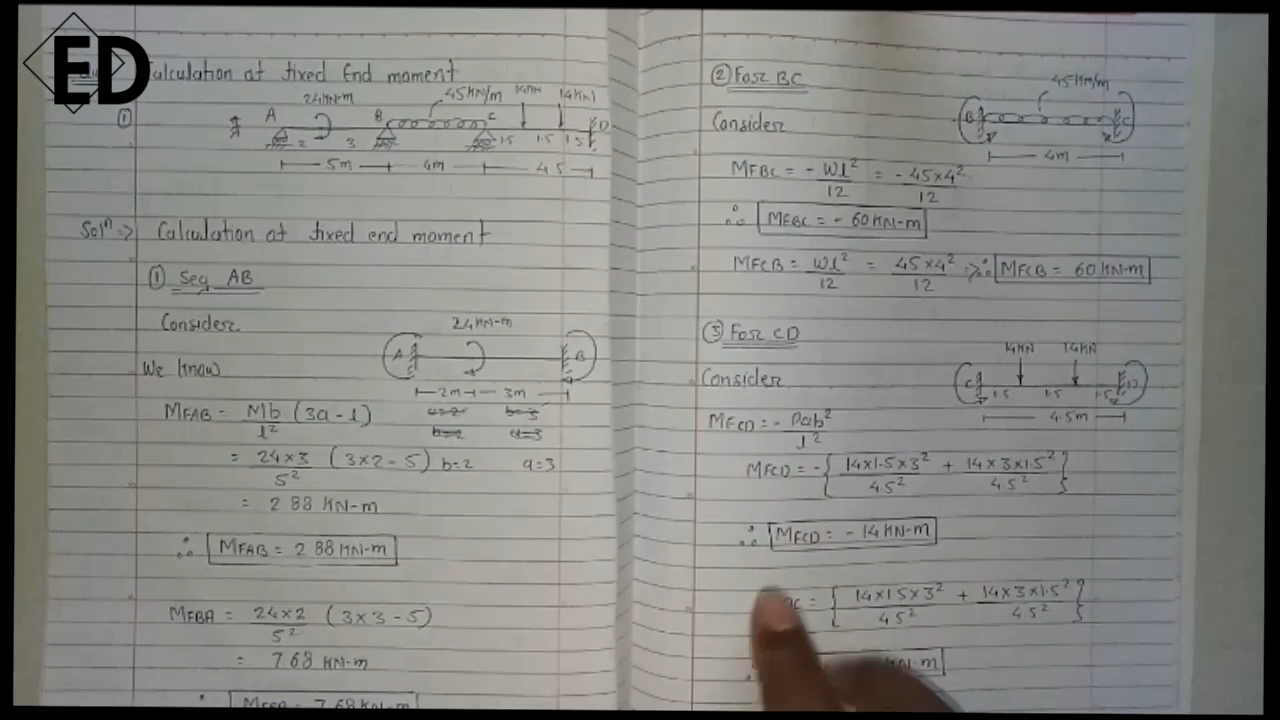 ED
Calculation of fixed End moment
①
24KN-m
45KN/m
14KN
14KN
A
B
C
D
2
3
1.5
1.5
1.5
5m
4m
4.5
Solⁿ => Calculation of fixed end moment
① Seg AB
Consider
24KN-m
A
B
2m
3m
We know
MFAB = Mb/l² (3a - l)
= 24×3/5² (3×2-5) b=2 a=3
= 2.88 KN-m
∴ MFAB = 2.88 KN-m
MFBA = 24×2/5² (3×3-5)
= 7.68 KN-m
∴ MFBA = 7.68 KN-m
② For BC
45KN/m
Consider
B
C
4m
MFBC = - Wl²/12 = - 45×4²/12
∴ MFBC = - 60 KN-m
MFCB = Wl²/12 = 45×4²/12 => ∴ MFCB = 60 KN-m
③ For CD
14KN
14KN
Consider
C
D
1.5
1.5
1.5
4.5m
MFCD = - Pab²/l²
MFCD = -{14×1.5×3²/4.5² + 14×3×1.5²/4.5²}
∴ MFCD = - 14 KN-m
= {14×1.5×3²/4.5² + 14×3×1.5²/4.5²}
KN-m